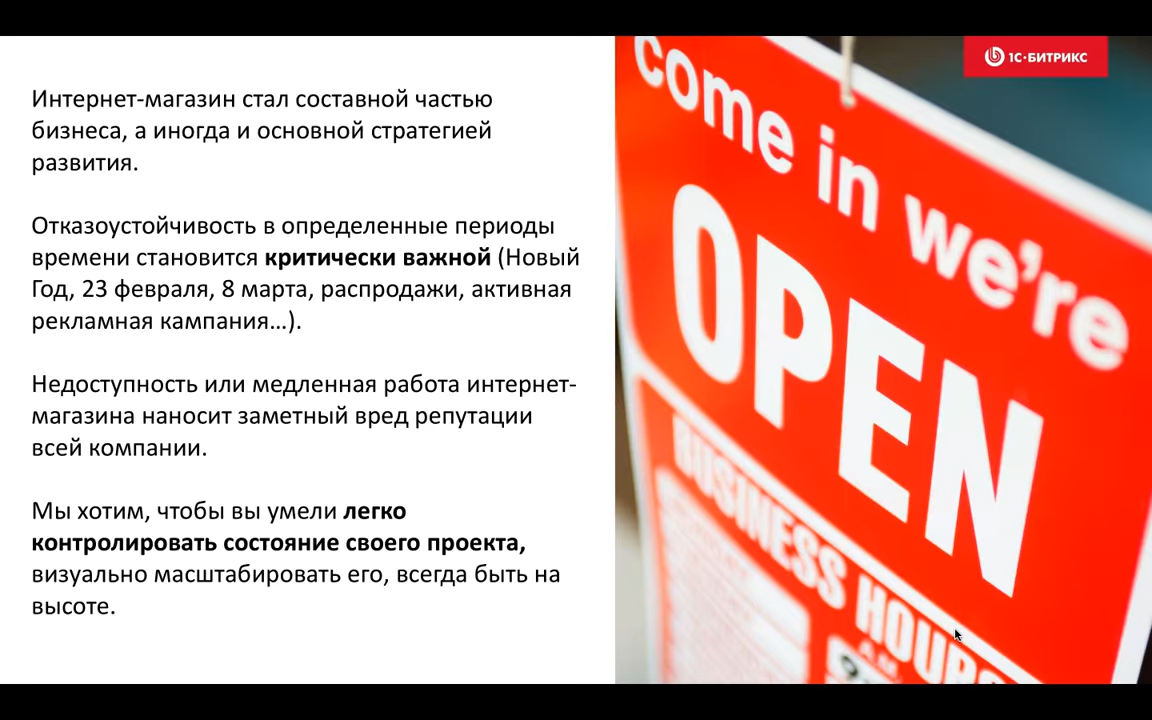 Интернет-магазин стал составной частью
бизнеса, а иногда и основной стратегией
развития.
Отказоустойчивость в определенные периоды
времени становится критически важной (Новый
Год, 23 февраля, 8 марта, распродажи, активная
рекламная кампания…).
Недоступность или медленная работа интернет-
магазина наносит заметный вред репутации
всей компании.
Мы хотим, чтобы вы умели легко
контролировать состояние своего проекта,
визуально масштабировать его, всегда быть на
высоте.
1С·БИТРИКС
come in we're
OPEN
BUSINESS HOURS
A.M.